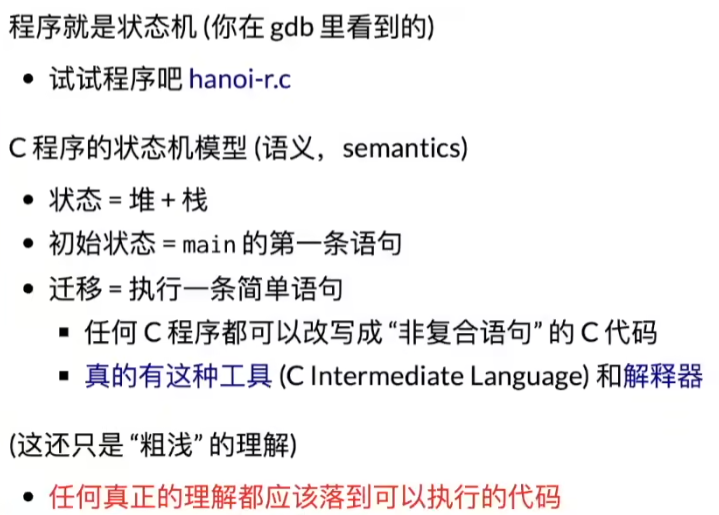 程序就是状态机 (你在 gdb 里看到的)
• 试试程序吧 hanoi-r.c
C 程序的状态机模型 (语义，semantics)
• 状态 = 堆 + 栈
• 初始状态 = main 的第一条语句
• 迁移 = 执行一条简单语句
▪ 任何 C 程序都可以改写成 “非复合语句” 的 C 代码
▪ 真的有这种工具 (C Intermediate Language) 和解释器
(这还只是 “粗浅” 的理解)
• 任何真正的理解都应该落到可以执行的代码